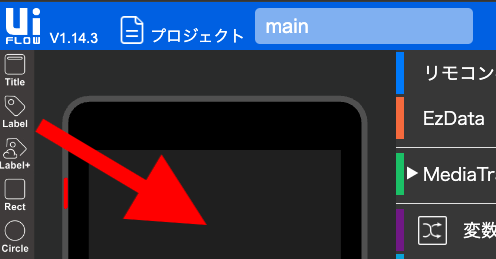 Ui
FLOW V1.14.3
プロジェクト
main
Title
Label
Label+
Rect
Circle
リモコン
EzData
MediaTra
変数